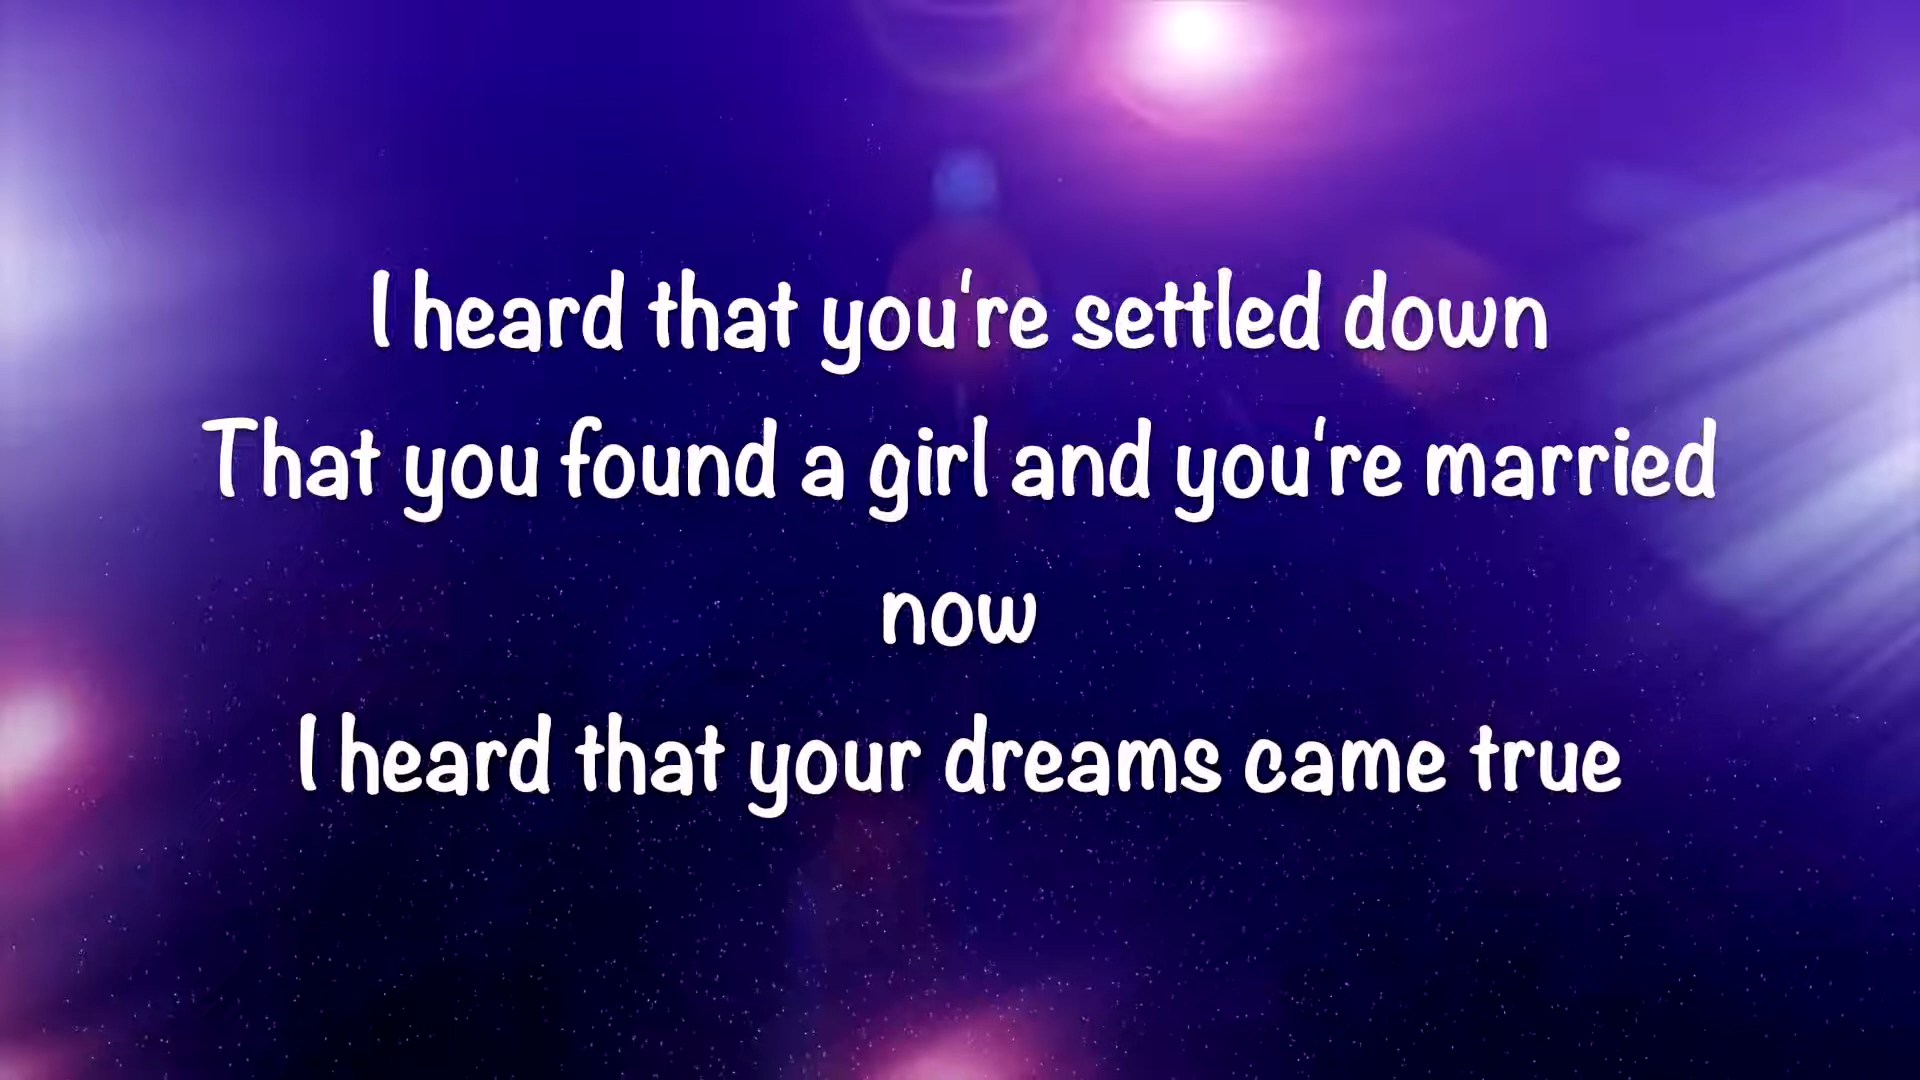 I heard that you're settled down
That you found a girl and you're married
now
I heard that your dreams came true